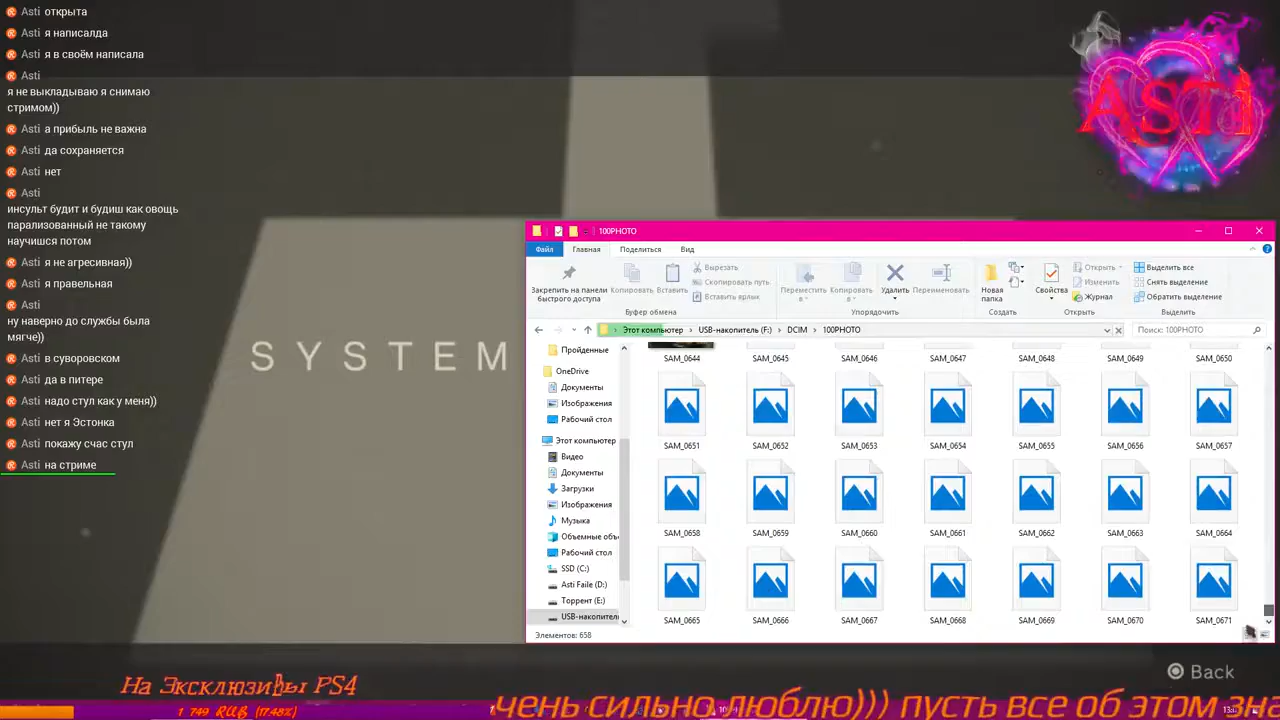 Asti открыта
Asti я написалда
Asti я в своём написала
Asti
я не выкладываю я снимаю
стримом))
Asti а прибыль не важна
Asti да сохраняется
Asti нет
Asti
инсульт будит и будиш как овощь
парализованный не такому
научишся потом
Asti я не агресивная))
Asti я правельная
Asti
ну наверно до службы была
мягче))
Asti в суворовском
Asti да в питере
Asti надо стул как у меня))
Asti нет я Эстонка
Asti покажу счас стул
Asti на стриме
SYSTEM
Asti
100PHOTO
Файл Главная Поделиться Вид
Закрепить на панели
быстрого доступа
Копировать
Вставить
Вырезать
Скопировать путь
Вставить ярлык
Буфер обмена
Переместить
в
Копировать
в
Удалить
Переименовать
Упорядочить
Новая
папка
Создать
Свойства
Открыть
Изменить
Журнал
Открыть
Выделить все
Снять выделение
Обратить выделение
Выделить
Этот компьютер USB-накопитель (F:) DCIM 100PHOTO
Поиск: 100PHOTO
Пройденные
OneDrive
Документы
Изображения
Рабочий стол
Этот компьютер
Видео
Документы
Загрузки
Изображения
Музыка
Объемные объ
Рабочий стол
SSD (C:)
Asti Faile (D:)
Торрент (E:)
USB-накопител
SAM_0644 SAM_0645 SAM_0646 SAM_0647 SAM_0648 SAM_0649 SAM_0650
SAM_0651 SAM_0652 SAM_0653 SAM_0654 SAM_0655 SAM_0656 SAM_0657
SAM_0658 SAM_0659 SAM_0660 SAM_0661 SAM_0662 SAM_0663 SAM_0664
SAM_0665 SAM_0666 SAM_0667 SAM_0668 SAM_0669 SAM_0670 SAM_0671
Элементов: 658
Back
На Эксклюзивы PS4
1 749 RUB (17.48%)
чень сильно люблю))) пусть все об этом зна